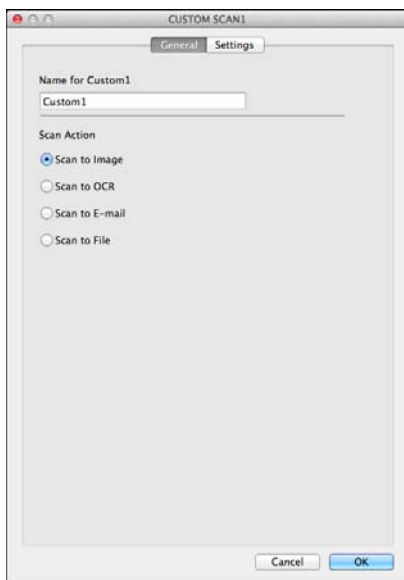 CUSTOM SCAN1
General Settings
Name for Custom1
Custom1
Scan Action
Scan to Image
Scan to OCR
Scan to E-mail
Scan to File
Cancel OK